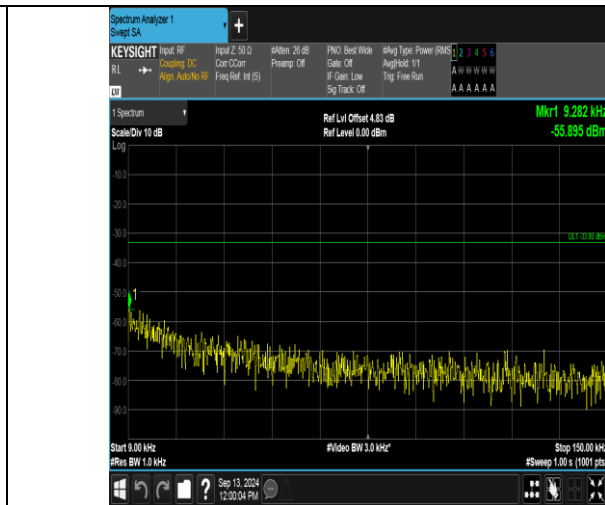 Spectrum Analyzer 1
Swept SA
+
KEYSIGHT Input: RF Input Z: 50 Ω #Atten: 26 dB PNO: Best Wide #Avg Type: Power (RMS 1 2 3 4 5 6
RL Coupling: DC Corr CCorr Preamp: Off Gate: Off Avg|Hold: 1/1 A W W W W W
Align: Auto/No RF Freq Ref: Int (S) IF Gain: Low Trig: Free Run
Sig Track: Off A A A A A A
LXI
1 Spectrum Ref Lvl Offset 4.83 dB Mkr1 9.282 kHz
Scale/Div 10 dB Ref Level 0.00 dBm -55.895 dBm
Log
-10.0
-20.0
-30.0
DL1 -33.00 dBm
-40.0
-50.0
1
-60.0
-70.0
-80.0
-90.0
Start 9.00 kHz #Video BW 3.0 kHz* Stop 150.00 kHz
#Res BW 1.0 kHz #Sweep 1.00 s (1001 pts
? Sep 13, 2024
12:00:04 PM